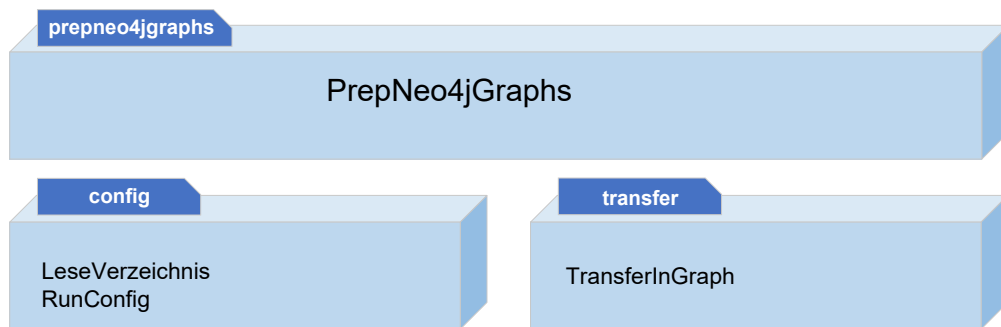 prepneo4jgraphs
PrepNeo4jGraphs
config
LeseVerzeichnis
RunConfig
transfer
TransferInGraph